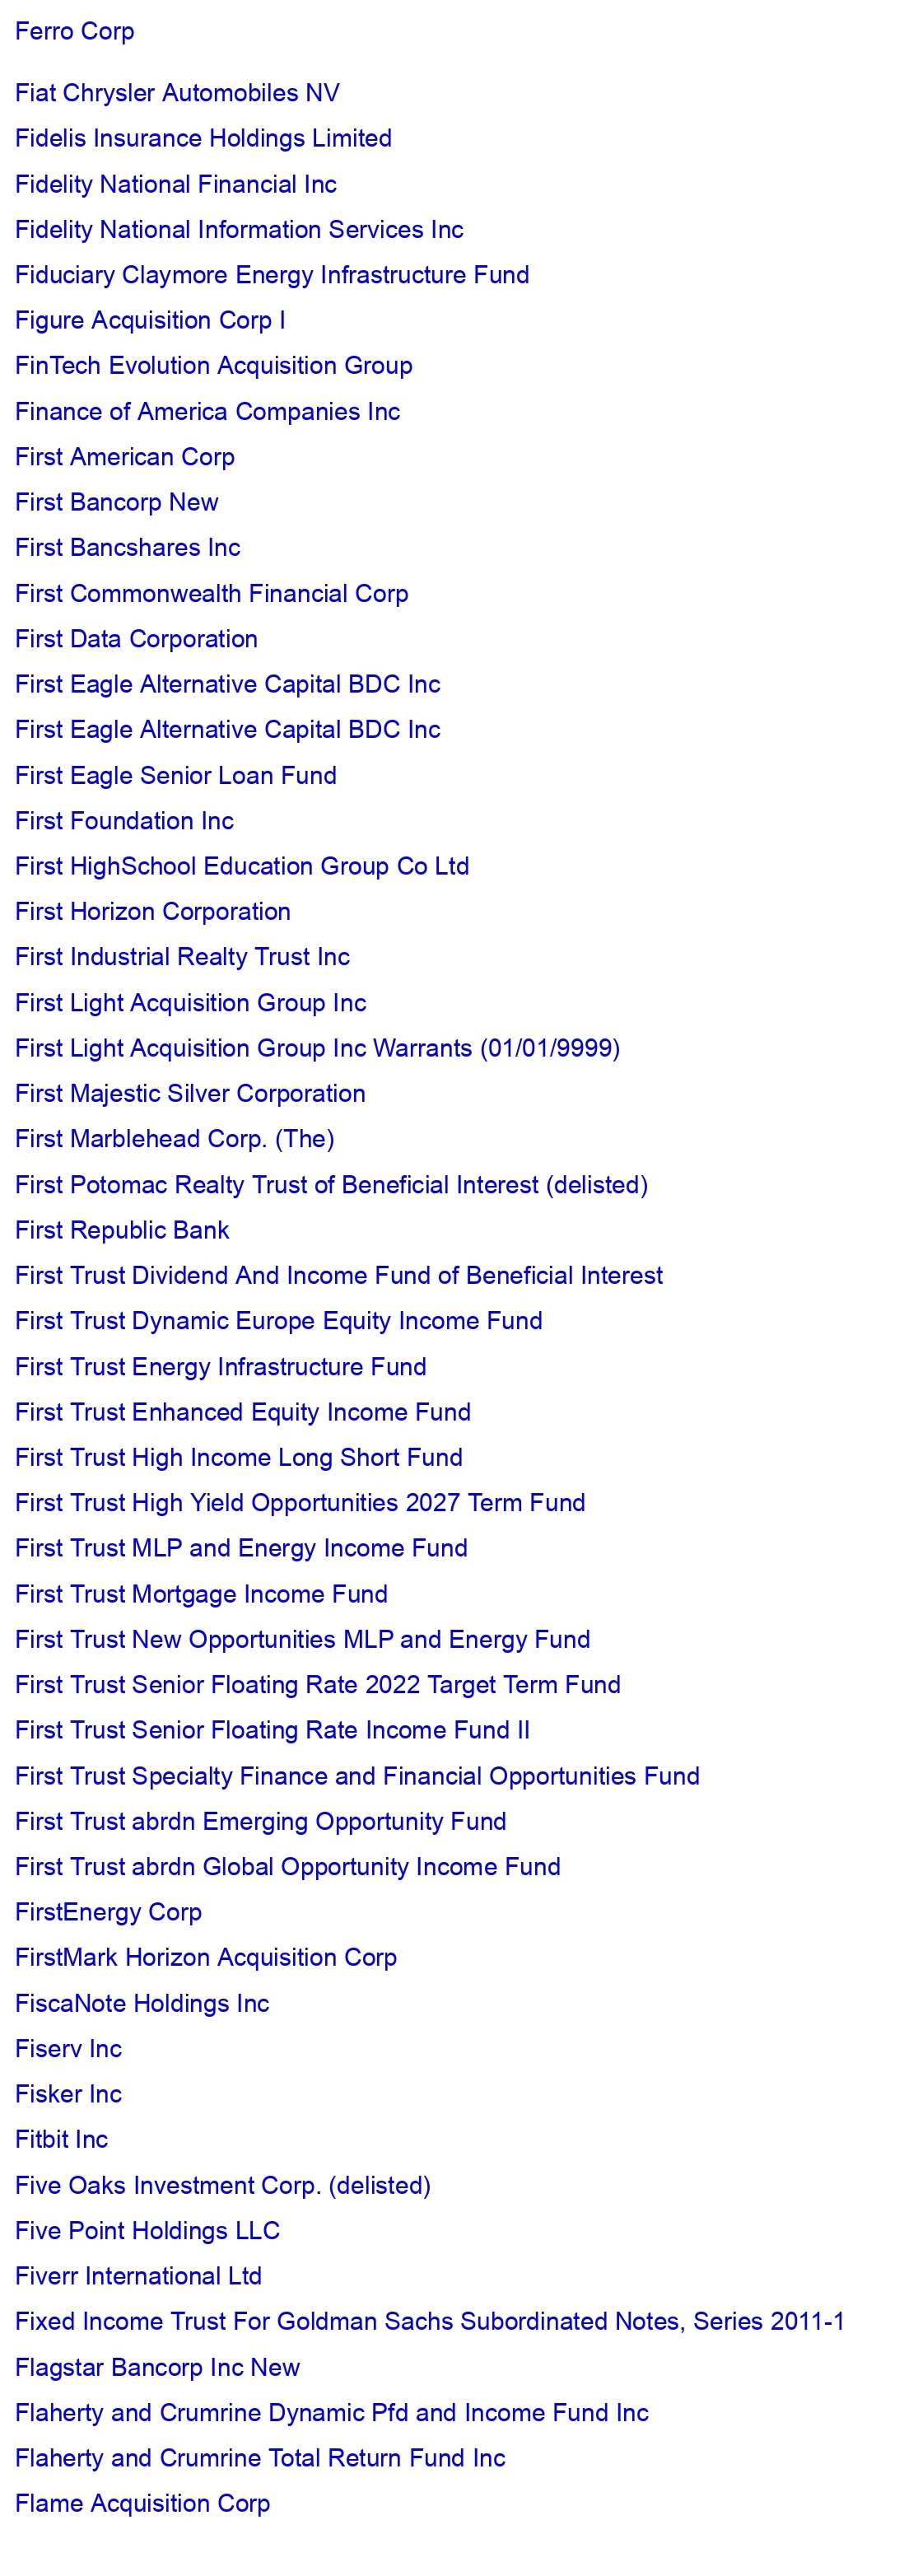 Ferro Corp
Fiat Chrysler Automobiles NV
Fidelis Insurance Holdings Limited
Fidelity National Financial Inc
Fidelity National Information Services Inc
Fiduciary Claymore Energy Infrastructure Fund
Figure Acquisition Corp I
FinTech Evolution Acquisition Group
Finance of America Companies Inc
First American Corp
First Bancorp New
First Bancshares Inc
First Commonwealth Financial Corp
First Data Corporation
First Eagle Alternative Capital BDC Inc
First Eagle Alternative Capital BDC Inc
First Eagle Senior Loan Fund
First Foundation Inc
First HighSchool Education Group Co Ltd
First Horizon Corporation
First Industrial Realty Trust Inc
First Light Acquisition Group Inc
First Light Acquisition Group Inc Warrants (01/01/9999)
First Majestic Silver Corporation
First Marblehead Corp. (The)
First Potomac Realty Trust of Beneficial Interest (delisted)
First Republic Bank
First Trust Dividend And Income Fund of Beneficial Interest
First Trust Dynamic Europe Equity Income Fund
First Trust Energy Infrastructure Fund
First Trust Enhanced Equity Income Fund
First Trust High Income Long Short Fund
First Trust High Yield Opportunities 2027 Term Fund
First Trust MLP and Energy Income Fund
First Trust Mortgage Income Fund
First Trust New Opportunities MLP and Energy Fund
First Trust Senior Floating Rate 2022 Target Term Fund
First Trust Senior Floating Rate Income Fund II
First Trust Specialty Finance and Financial Opportunities Fund
First Trust abrdn Emerging Opportunity Fund
First Trust abrdn Global Opportunity Income Fund
FirstEnergy Corp
FirstMark Horizon Acquisition Corp
FiscaNote Holdings Inc
Fiserv Inc
Fisker Inc
Fitbit Inc
Five Oaks Investment Corp. (delisted)
Five Point Holdings LLC
Fiverr International Ltd
Fixed Income Trust For Goldman Sachs Subordinated Notes, Series 2011-1
Flagstar Bancorp Inc New
Flaherty and Crumrine Dynamic Pfd and Income Fund Inc
Flaherty and Crumrine Total Return Fund Inc
Flame Acquisition Corp